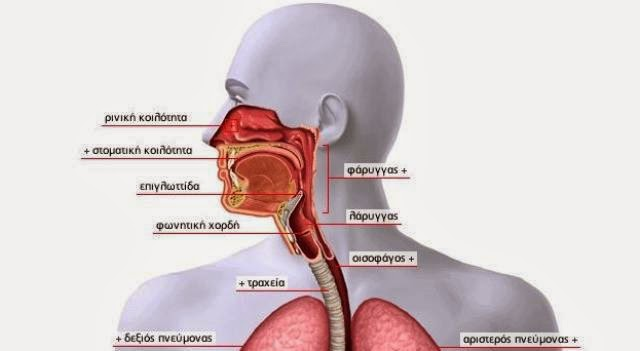 ρινική κοιλότητα
+ στοματική κοιλότητα
επιγλωττίδα
φωνητική χορδή
+ τραχεία
+ δεξιός πνεύμονας
φάρυγγας +
λάρυγγας
οισοφάγος +
αριστερός πνεύμονας +